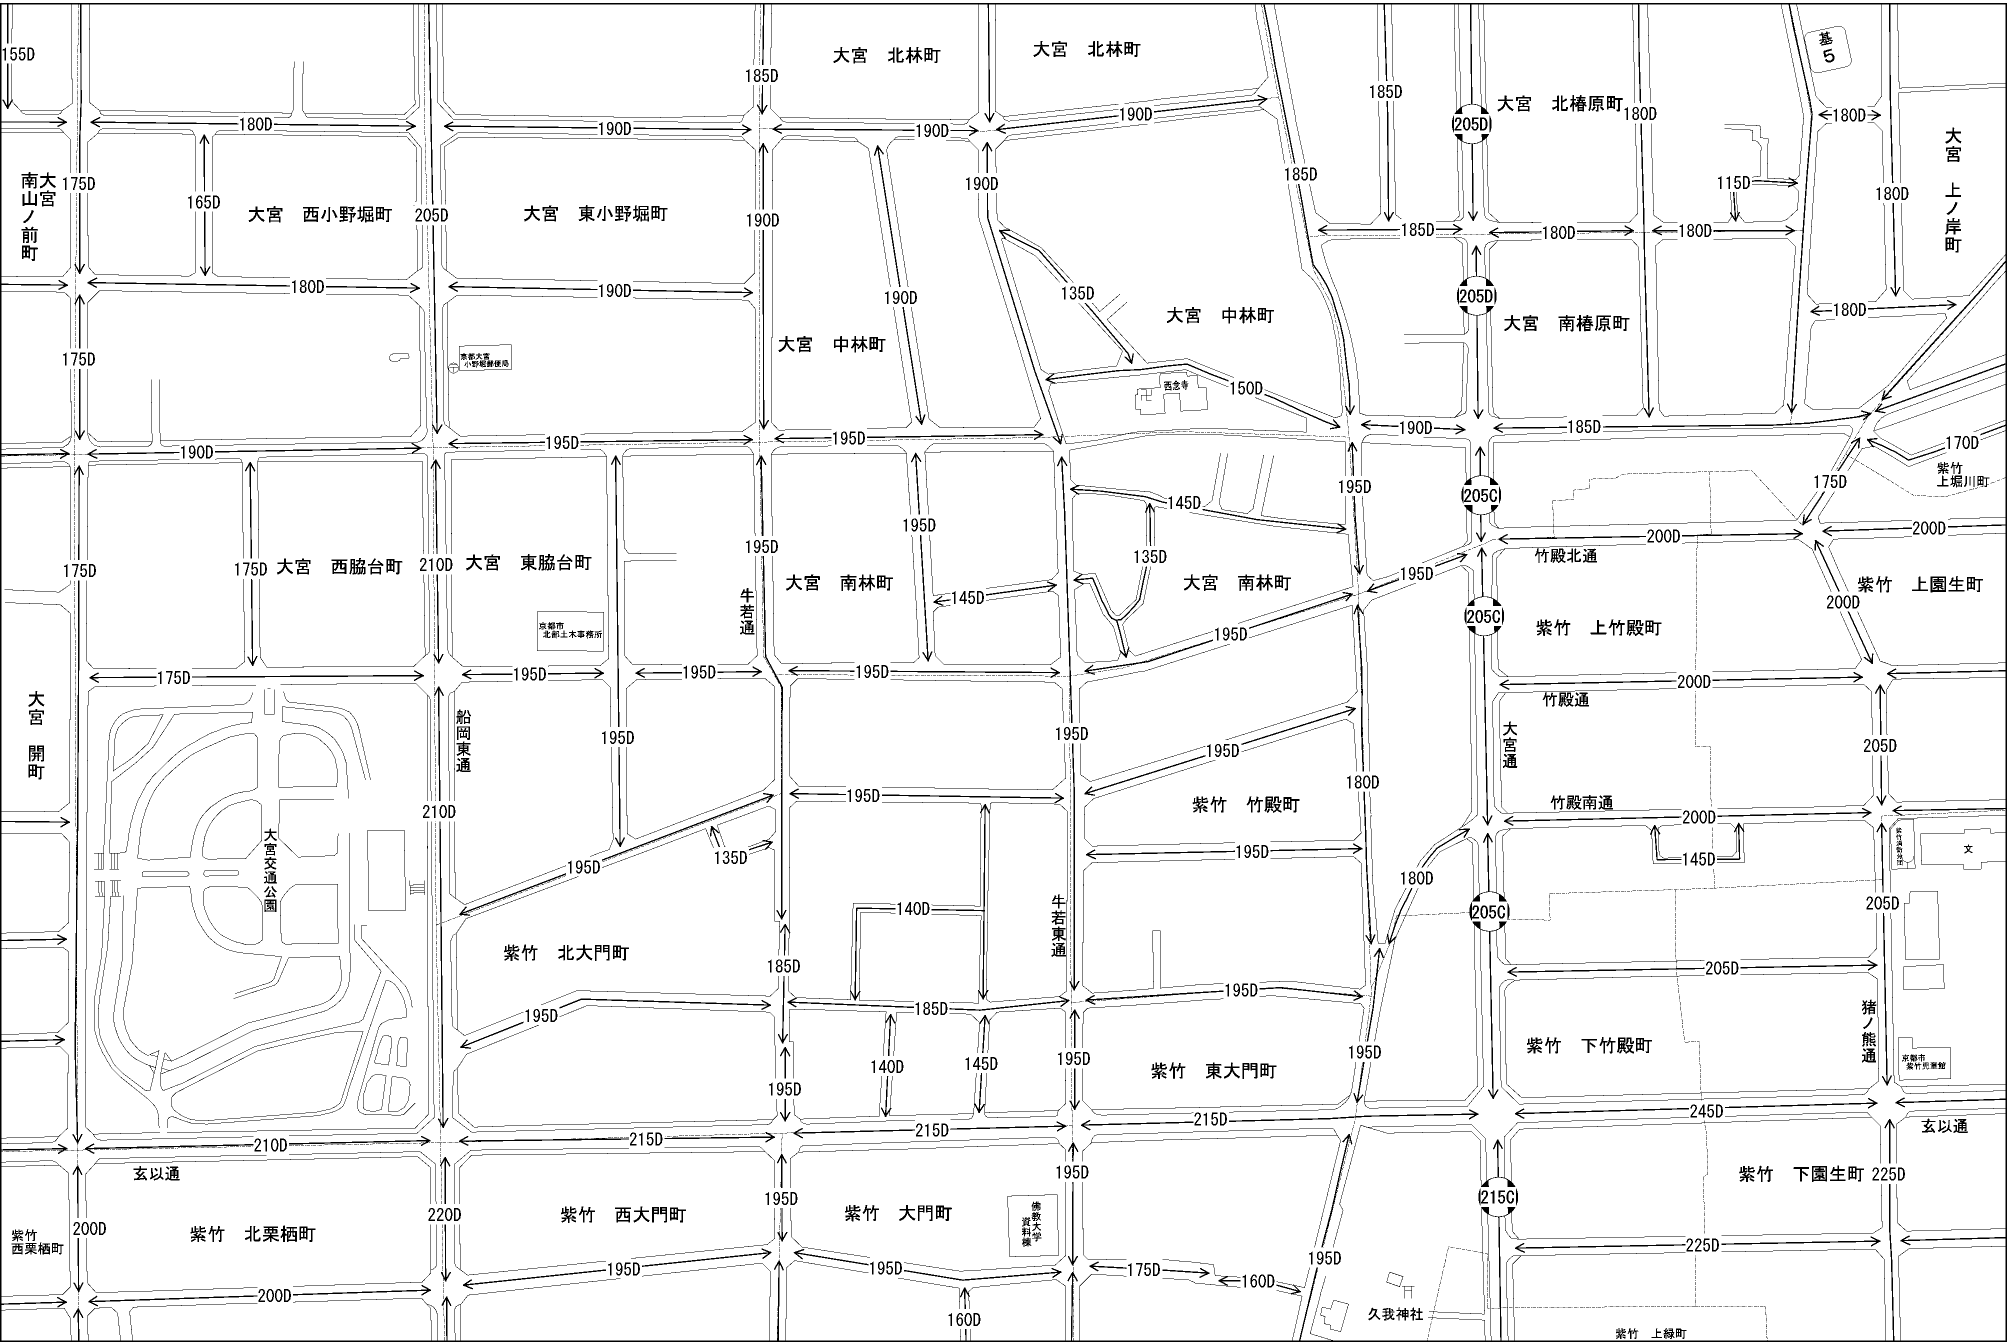 155D
185D
大宮 北林町
大宮 北林町
185D
基
5
大宮 北椿原町
205D
180D
180D
180D
190D
190D
190D
大宮 上ノ岸町
大宮 南山ノ前町
175D
165D
大宮 西小野堀町
205D
大宮 東小野堀町
190D
190D
185D
115D
180D
185D
180D
180D
180D
190D
190D
135D
205D
180D
大宮 中林町
大宮 南椿原町
175D
京都大宮
小野堀郵便局
大宮 中林町
西念寺
150D
190D
195D
195D
190D
185D
170D
紫竹
上堀川町
175D
195D
205C
145D
195D
200D
200D
竹殿北通
195D
135D
175D
175D
大宮 西脇台町
210D
大宮 東脇台町
大宮 南林町
大宮 南林町
195D
紫竹 上園生町
145D
200D
牛若通
205C
京都市
北部土木事務所
195D
紫竹 上竹殿町
175D
195D
195D
195D
200D
竹殿通
大宮 開町
船岡東通
195D
195D
195D
大宮通
205D
180D
210D
195D
紫竹 竹殿町
竹殿南通
200D
大宮交通公園
195D
135D
195D
145D
文
180D
140D
牛若東通
205C
205D
紫竹 北大門町
185D
205D
195D
185D
195D
猪ノ熊通
140D
145D
195D
195D
紫竹 東大門町
紫竹 下竹殿町
京都市
紫竹児童館
195D
210D
215D
215D
215D
245D
玄以通
玄以通
195D
紫竹 下園生町
225D
220D
195D
215C
200D
紫竹
西栗栖町
紫竹 北栗栖町
紫竹 西大門町
紫竹 大門町
佛教大学
資料棟
195D
225D
195D
195D
175D
160D
200D
160D
久我神社
紫竹 上緑町